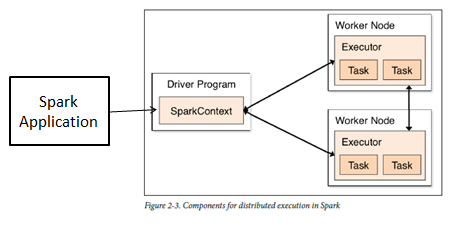 Spark
Application
Driver Program
SparkContext
Worker Node
Executor
Task Task
Worker Node
Executor
Task Task
Figure 2-3. Components for distributed execution in Spark